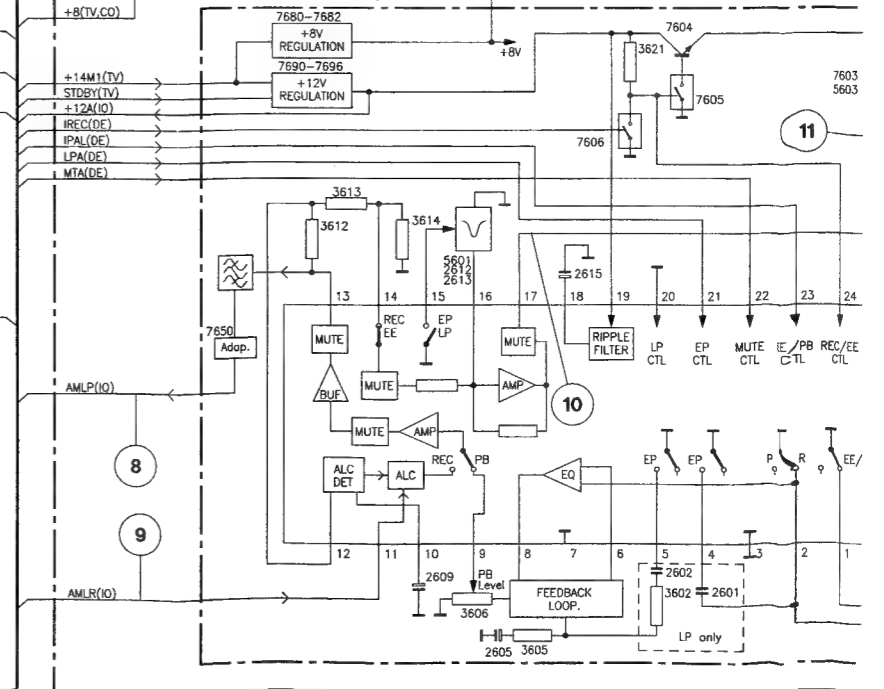 +8(TV,CO)
7680-7682
+8V
REGULATION
+8V
7690-7696
+12V
REGULATION
7604
3621
7605
7606
7603
5603
11
+14M1(TV)
STDBY(TV)
+12A(IO)
IREC(DE)
IPAL(DE)
LPA(DE)
MTA(DE)
3613
3612
3614
5601
2612
2613
2615
13
14
15
16
17
18
19
20
21
22
23
24
7650
Adap.
MUTE
REC
EE
EP
LP
MUTE
RIPPLE
FILTER
LP
CTL
EP
CTL
MUTE
CTL
EE/PB
CTL
REC/EE
CTL
BUF
MUTE
AMP
10
AMLP(IO)
8
MUTE
AMP
REC
PB
ALC
DET
ALC
EQ
EP
EP
P
R
EE/
9
12
11
10
9
8
7
6
5
4
3
2
1
AMLR(IO)
2609
PB
Level
3606
FEEDBACK
LOOP.
2602
3602
2601
LP only
2605
3605